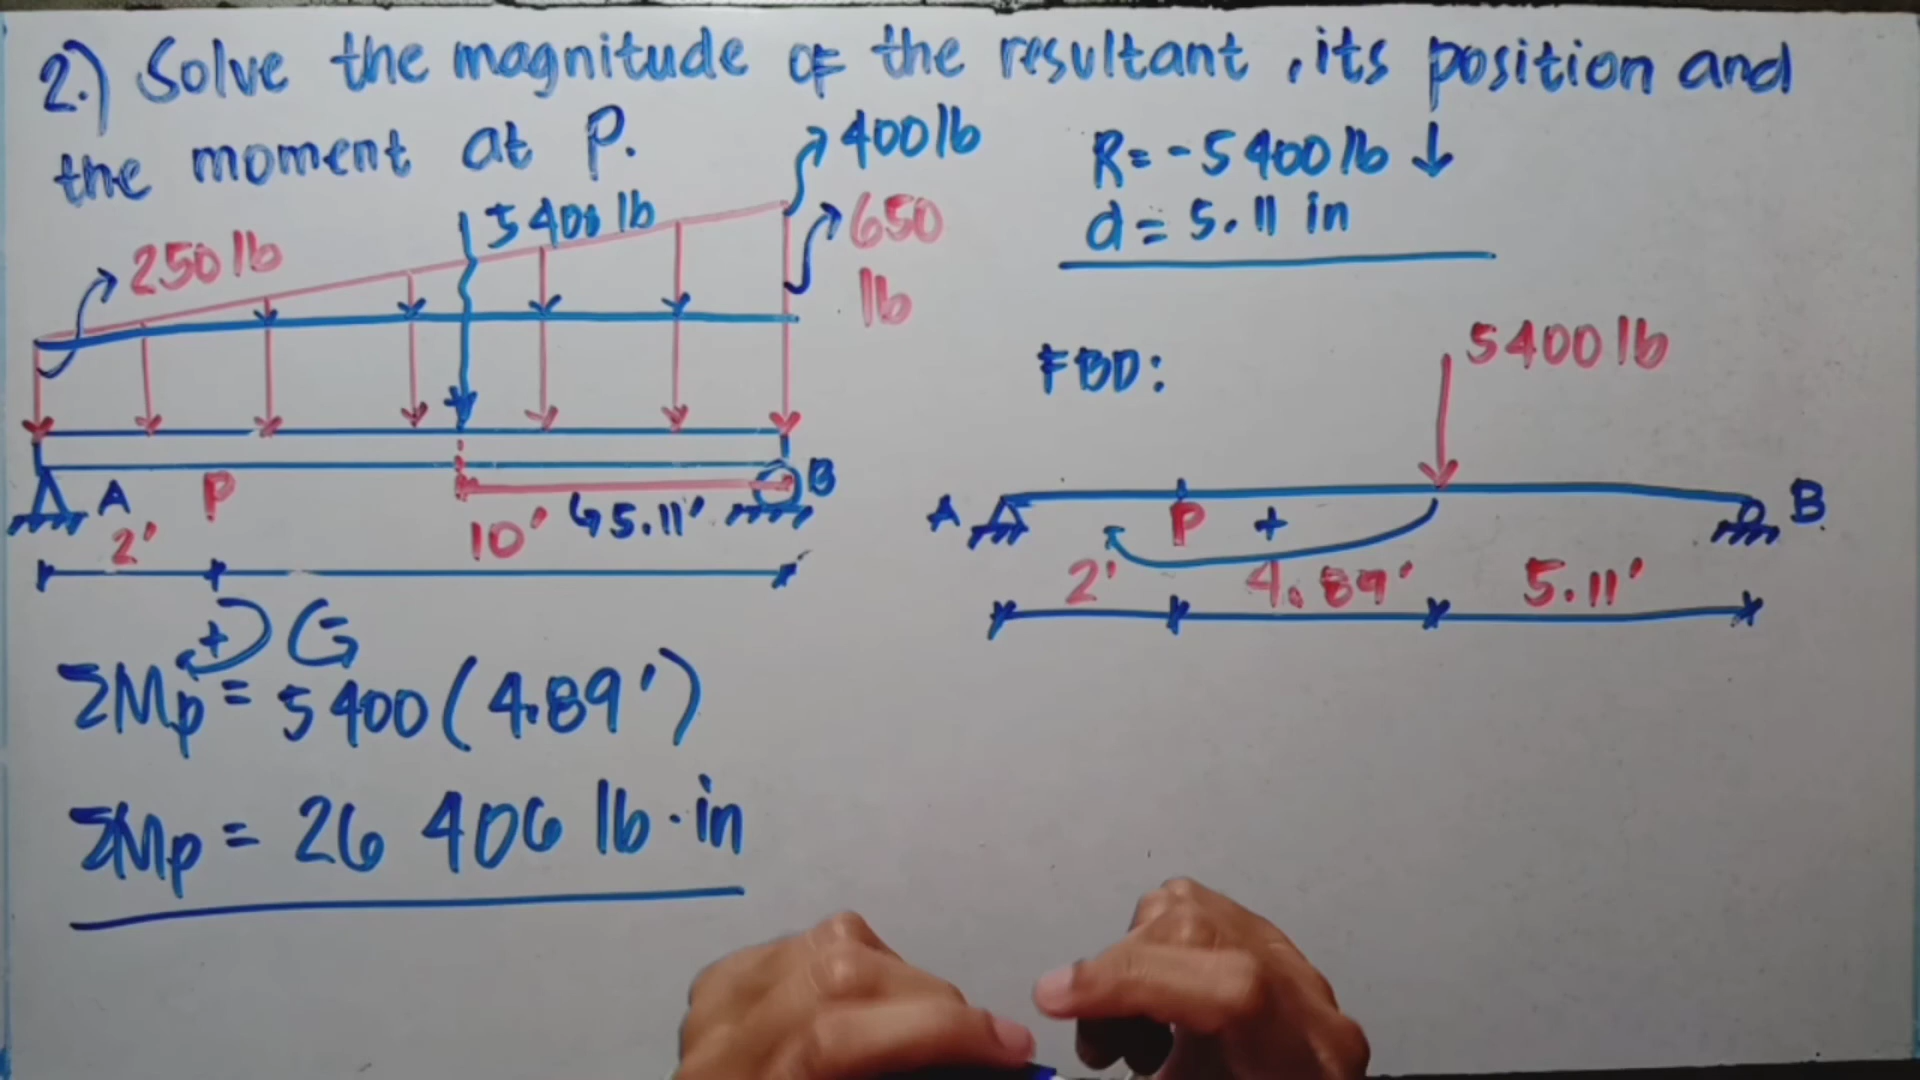 2.) Solve the magnitude of the resultant, its position and
the moment at P.
400 lb
R = -5400 lb ↓
d = 5.11 in
5400 lb
650
lb
250 lb
FBD:
5400 lb
A
P
B
2'
10'
5.11'
A
P
+
B
2'
4.89'
5.11'
+
-
ΣMp = 5400 (4.89')
ΣMp = 26 406 lb·in